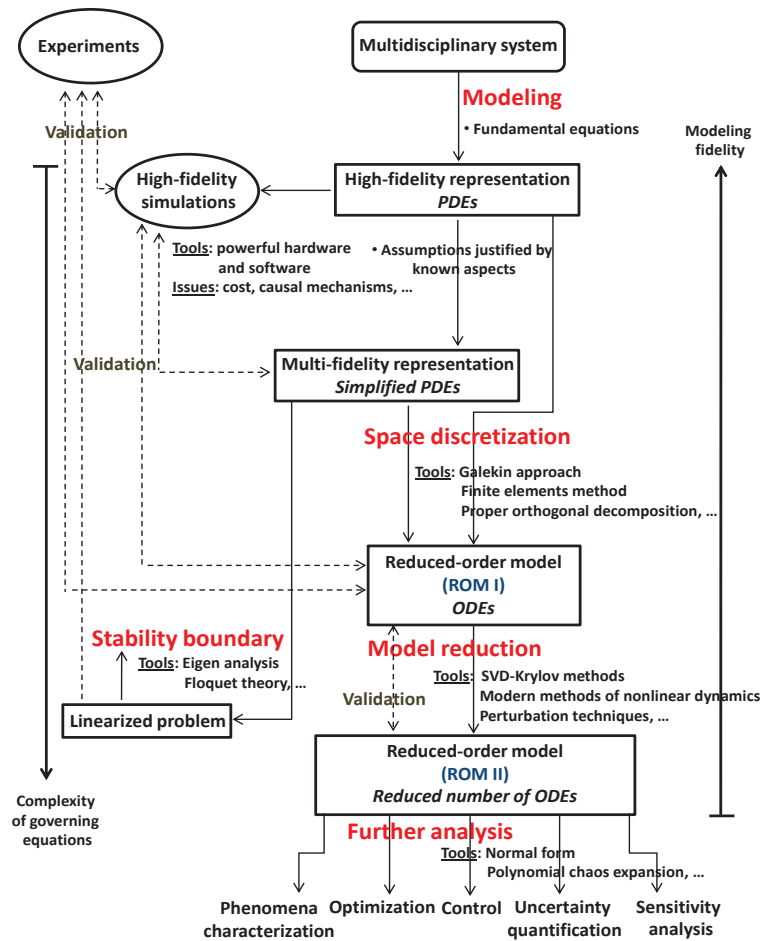 Experiments
Multidisciplinary system
Modeling
• Fundamental equations
Modeling
fidelity
Validation
High-fidelity
simulations
High-fidelity representation
PDEs
Tools: powerful hardware
and software
Issues: cost, causal mechanisms, ...
• Assumptions justified by
known aspects
Validation
Multi-fidelity representation
Simplified PDEs
Space discretization
Tools: Galekin approach
Finite elements method
Proper orthogonal decomposition, ...
Reduced-order model
(ROM I)
ODEs
Stability boundary
Tools: Eigen analysis
Floquet theory, ...
Model reduction
Tools: SVD-Krylov methods
Modern methods of nonlinear dynamics
Perturbation techniques, ...
Validation
Linearized problem
Reduced-order model
(ROM II)
Reduced number of ODEs
Complexity
of governing
equations
Further analysis
Tools: Normal form
Polynomial chaos expansion, ...
Phenomena
characterization
Optimization
Control
Uncertainty
quantification
Sensitivity
analysis